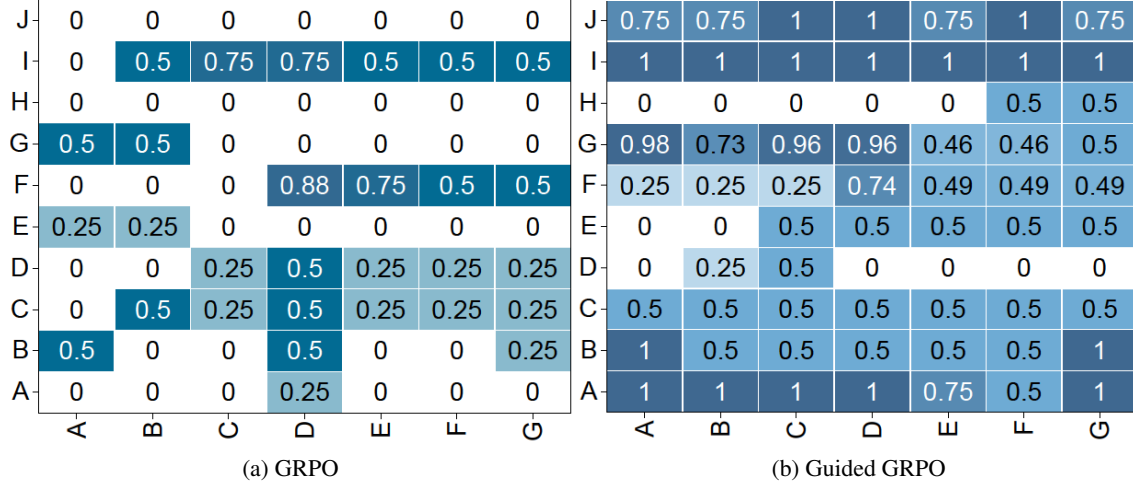 J 0 0 0 0 0 0 0 0.75 0.75 1 1 0.75 1 0.75
I 0 0.5 0.75 0.75 0.5 0.5 0.5 1 1 1 1 1 1 1
H 0 0 0 0 0 0 0 H 0 0 0 0 0 0.5 0.5
G 0.5 0.5 0 0 0 0 0 G 0.98 0.73 0.96 0.96 0.46 0.46 0.5
F 0 0 0 0.88 0.75 0.5 0.5 F 0.25 0.25 0.25 0.74 0.49 0.49 0.49
E 0.25 0.25 0 0 0 0 0 E 0 0 0.5 0.5 0.5 0.5 0.5
D 0 0 0.25 0.5 0.25 0.25 0.25 D 0 0.25 0.5 0 0 0 0
C 0 0.5 0.25 0.5 0.25 0.25 0.25 C 0.5 0.5 0.5 0.5 0.5 0.5 0.5
B 0.5 0 0 0.5 0 0 0.25 B 1 0.5 0.5 0.5 0.5 0.5 1
A 0 0 0 0.25 0 0 0 A 1 1 1 1 0.75 0.5 1
A B C D E F G A B C D E F G
(a) GRPO (b) Guided GRPO